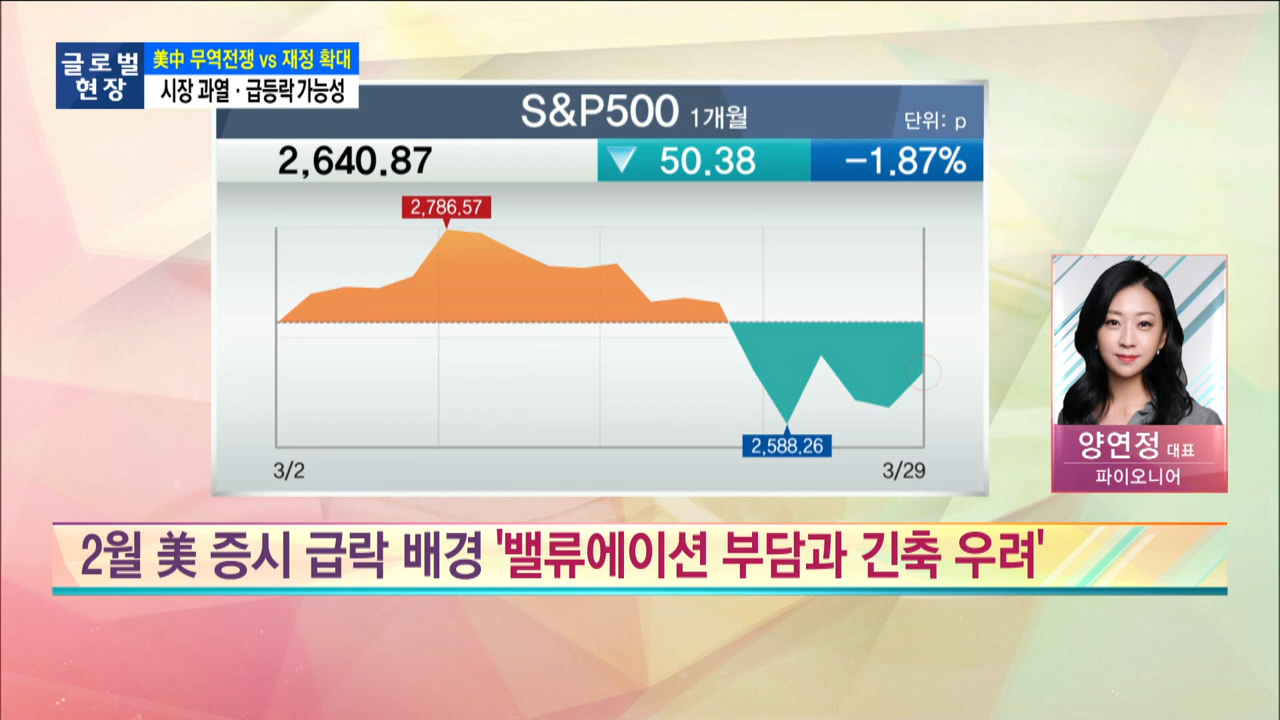 글로벌
현장
美中 무역전쟁 vs 재정 확대
시장 과열·급등락 가능성
S&P500 1개월
단위: p
2,640.87 ▼ 50.38 -1.87%
2,786.57
2,588.26
3/2 3/29
양연정 대표
파이오니어
2월 美 증시 급락 배경 '밸류에이션 부담과 긴축 우려'